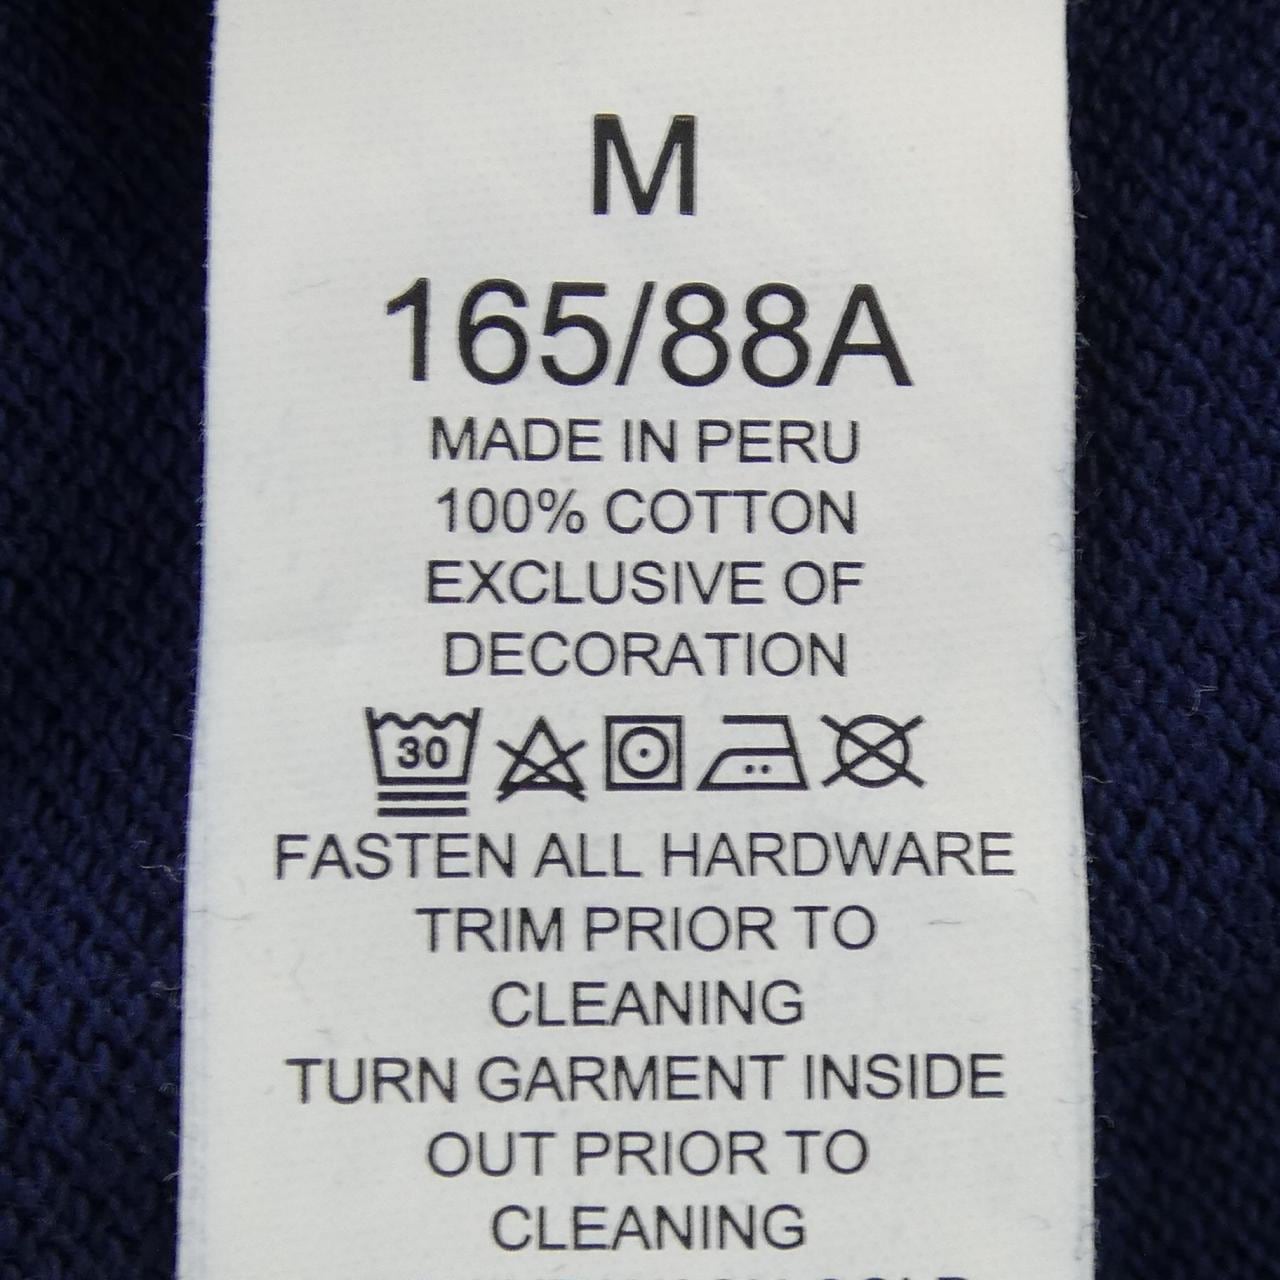 M
165/88A
MADE IN PERU
100% COTTON
EXCLUSIVE OF
DECORATION
30
FASTEN ALL HARDWARE
TRIM PRIOR TO
CLEANING
TURN GARMENT INSIDE
OUT PRIOR TO
CLEANING